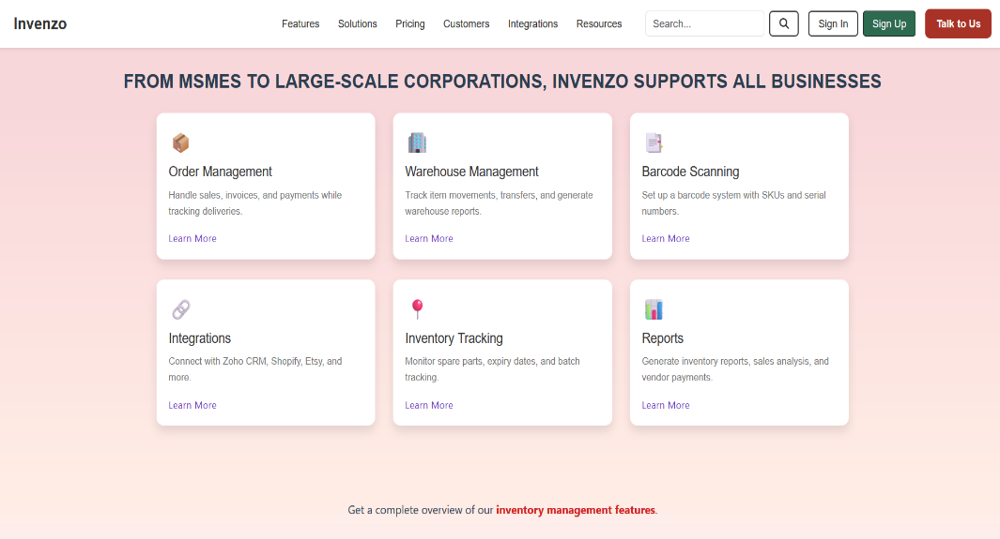 Invenzo
Features Solutions Pricing Customers Integrations Resources Search... Sign In Sign Up Talk to Us
FROM MSMES TO LARGE-SCALE CORPORATIONS, INVENZO SUPPORTS ALL BUSINESSES
Order Management
Handle sales, invoices, and payments while
tracking deliveries.
Learn More
Warehouse Management
Track item movements, transfers, and generate
warehouse reports.
Learn More
Barcode Scanning
Set up a barcode system with SKUs and serial
numbers.
Learn More
Integrations
Connect with Zoho CRM, Shopify, Etsy, and
more.
Learn More
Inventory Tracking
Monitor spare parts, expiry dates, and batch
tracking.
Learn More
Reports
Generate inventory reports, sales analysis, and
vendor payments.
Learn More
Get a complete overview of our inventory management features.